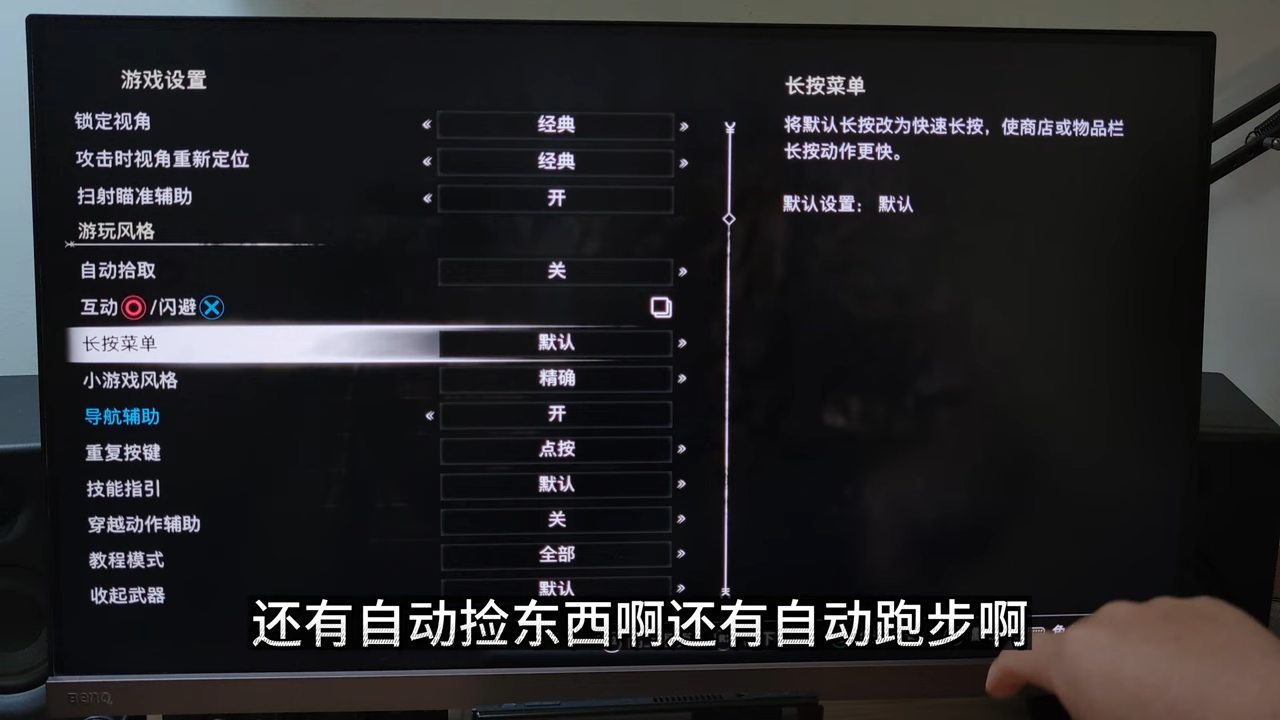 游戏设置
锁定视角 经典
攻击时视角重新定位 经典
扫射瞄准辅助 开
游玩风格
自动拾取 关
互动 /闪避
长按菜单 默认
小游戏风格 精确
导航辅助 开
重复按键 点按
技能指引 默认
穿越动作辅助 关
教程模式 全部
收起武器 默认
长按菜单
将默认长按改为快速长按，使商店或物品栏
长按动作更快。
默认设置： 默认
还有自动捡东西啊还有自动跑步啊
BenQ